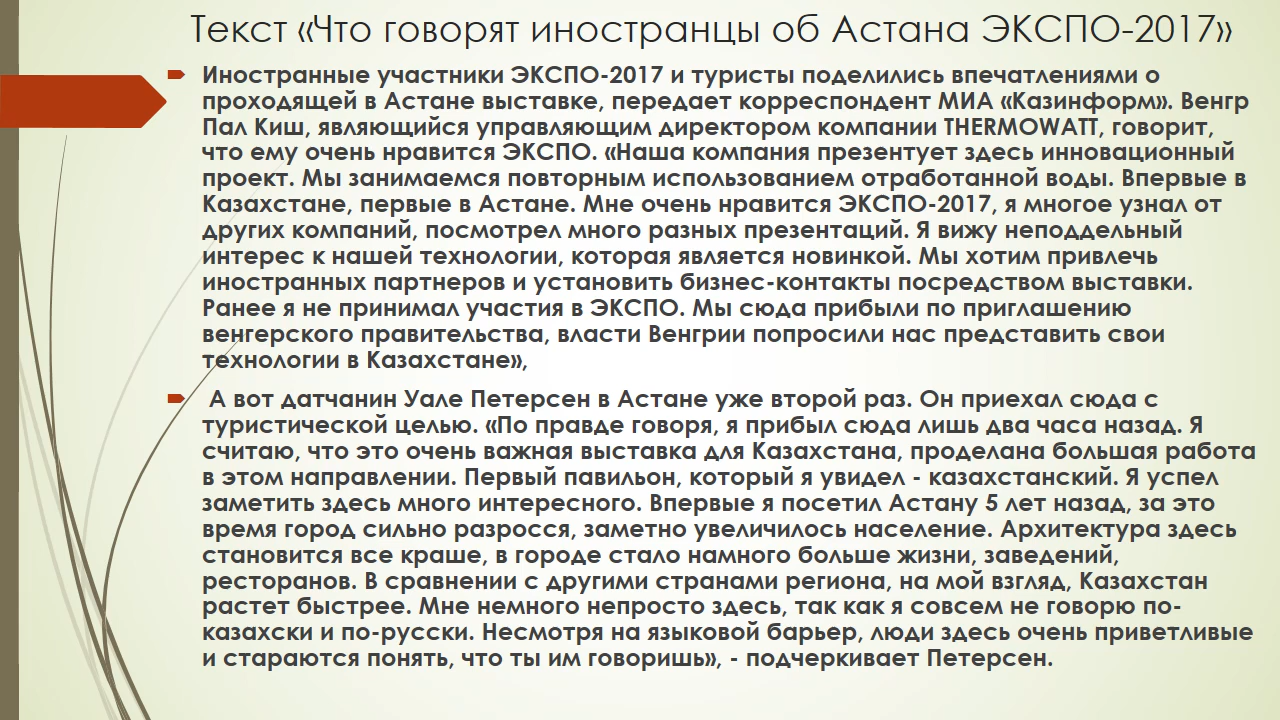 Текст «Что говорят иностранцы об Астана ЭКСПО-2017»
Иностранные участники ЭКСПО-2017 и туристы поделились впечатлениями о
проходящей в Астане выставке, передает корреспондент МИА «Казинформ». Венгр
Пал Киш, являющийся управляющим директором компании THERMOWATT, говорит,
что ему очень нравится ЭКСПО. «Наша компания презентует здесь инновационный
проект. Мы занимаемся повторным использованием отработанной воды. Впервые в
Казахстане, первые в Астане. Мне очень нравится ЭКСПО-2017, я многое узнал от
других компаний, посмотрел много разных презентаций. Я вижу неподдельный
интерес к нашей технологии, которая является новинкой. Мы хотим привлечь
иностранных партнеров и установить бизнес-контакты посредством выставки.
Ранее я не принимал участия в ЭКСПО. Мы сюда прибыли по приглашению
венгерского правительства, власти Венгрии попросили нас представить свои
технологии в Казахстане»,
А вот датчанин Уале Петерсен в Астане уже второй раз. Он приехал сюда с
туристической целью. «По правде говоря, я прибыл сюда лишь два часа назад. Я
считаю, что это очень важная выставка для Казахстана, проделана большая работа
в этом направлении. Первый павильон, который я увидел - казахстанский. Я успел
заметить здесь много интересного. Впервые я посетил Астану 5 лет назад, за это
время город сильно разросся, заметно увеличилось население. Архитектура здесь
становится все краше, в городе стало намного больше жизни, заведений,
ресторанов. В сравнении с другими странами региона, на мой взгляд, Казахстан
растет быстрее. Мне немного непросто здесь, так как я совсем не говорю по-
казахски и по-русски. Несмотря на языковой барьер, люди здесь очень приветливые
и стараются понять, что ты им говоришь», - подчеркивает Петерсен.